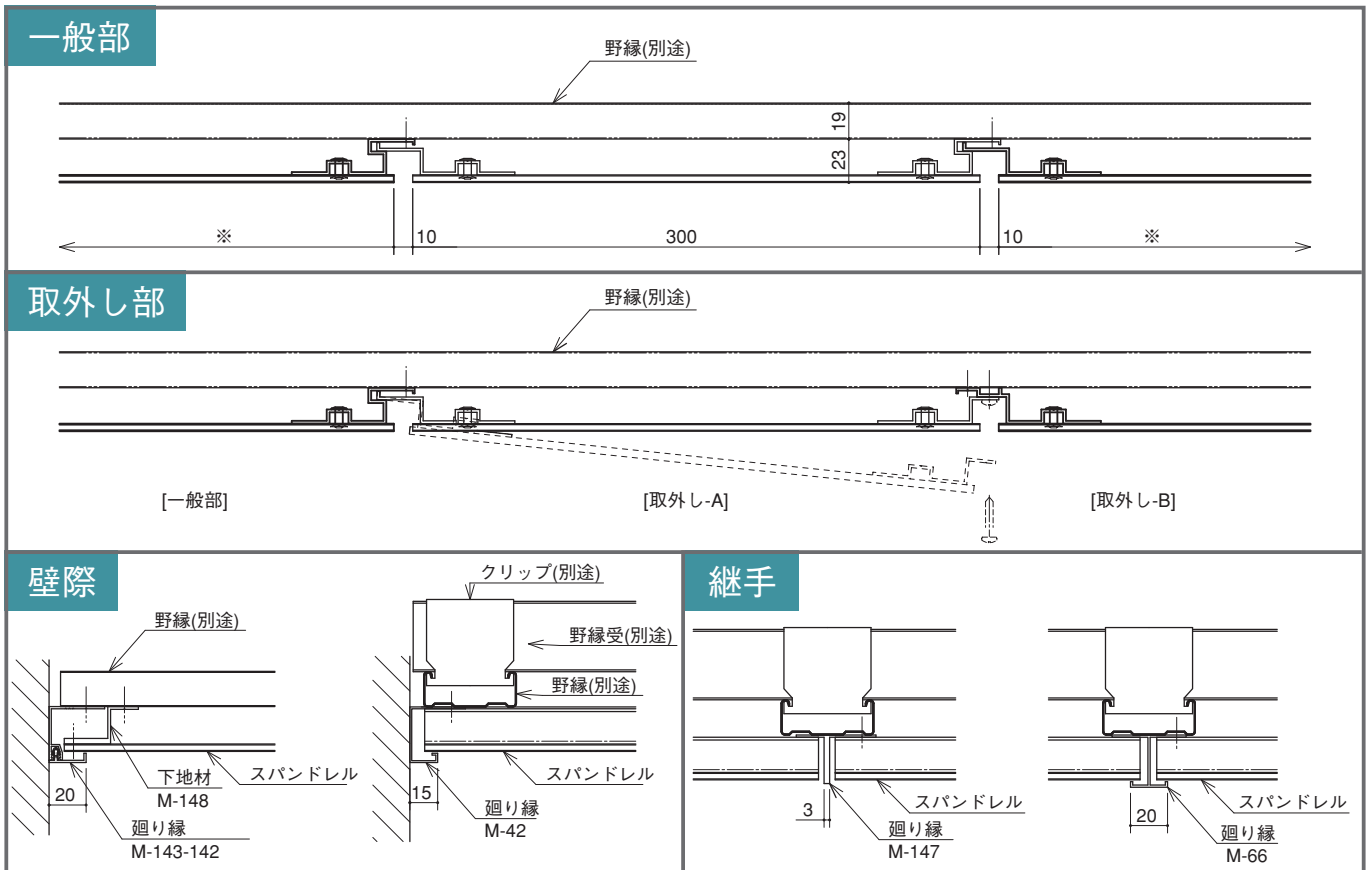 一般部
野縁(別途)
19
23
※
10
300
10
※
取外し部
野縁(別途)
[一般部]
[取外し-A]
[取外し-B]
壁際
野縁(別途)
20
下地材
M-148
スパンドレル
廻り縁
M-143-142
クリップ(別途)
野縁受(別途)
野縁(別途)
15
スパンドレル
廻り縁
M-42
継手
3
スパンドレル
廻り縁
M-147
20
スパンドレル
廻り縁
M-66